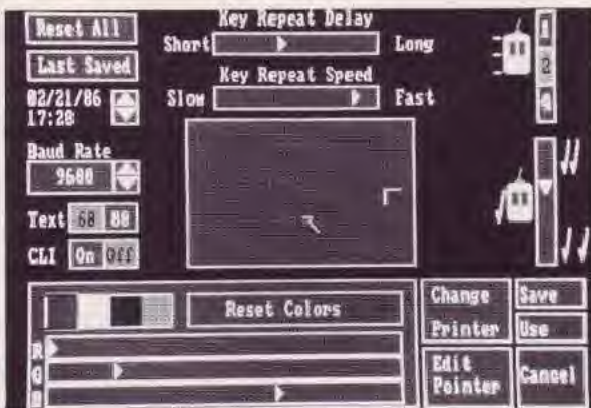 Reset All
Last Saved
02/21/86
17:28
Baud Rate
9600
Text 60 80
CLI On Off
Key Repeat Delay
Short Long
Key Repeat Speed
Slow Fast
1
2
4
Reset Colors
R
G
B
Change
Printer
Edit
Pointer
Save
Use
Cancel